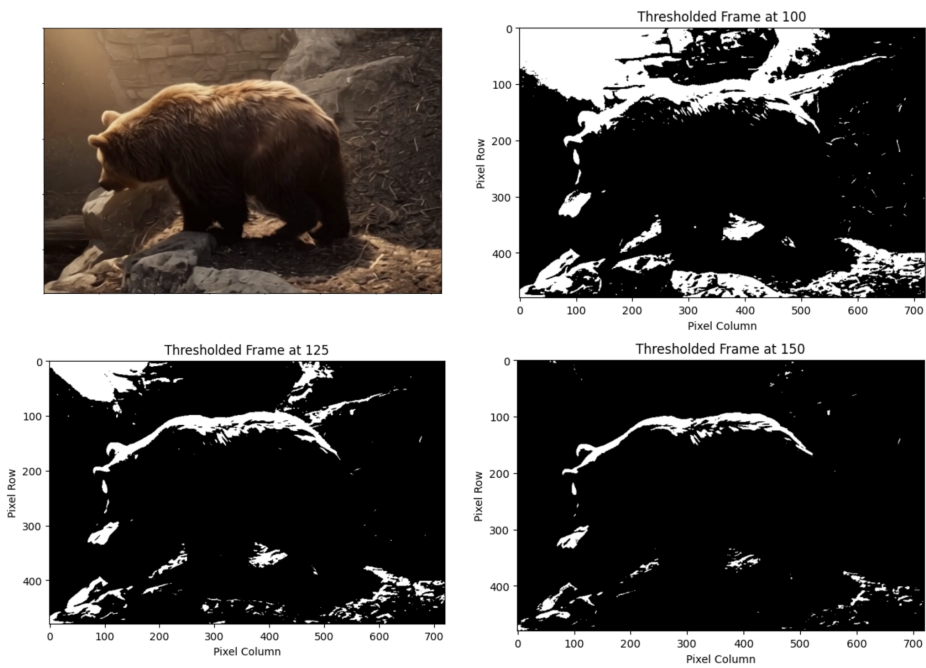 Thresholded Frame at 100
0
100
200
300
400
Pixel Row
0 100 200 300 400 500 600 700
Pixel Column
Thresholded Frame at 125
0
100
200
300
400
Pixel Row
0 100 200 300 400 500 600 700
Pixel Column
Thresholded Frame at 150
0
100
200
300
400
Pixel Row
0 100 200 300 400 500 600 700
Pixel Column